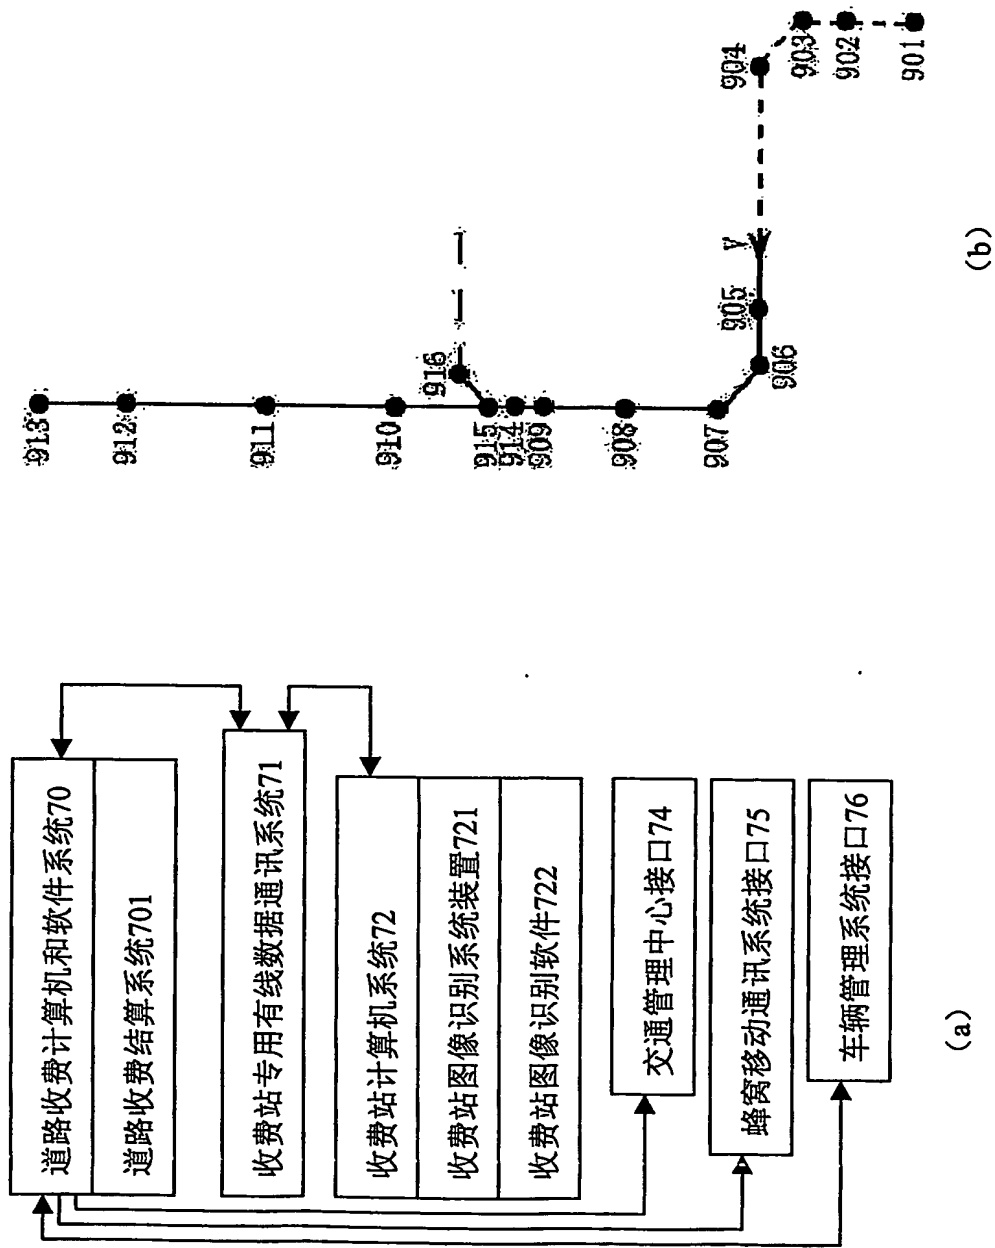 道路收费计算机和软件系统70
道路收费结算系统701
收费站专用有线数据通讯系统71
收费站计算机系统72
收费站图像识别系统装置721
收费站图像识别软件722
交通管理中心接口74
蜂窝移动通讯系统接口75
车辆管理系统接口76
(a)
913
912
911
910
916
915
914
909
908
907
906
905
V
904
903
902
901
(b)